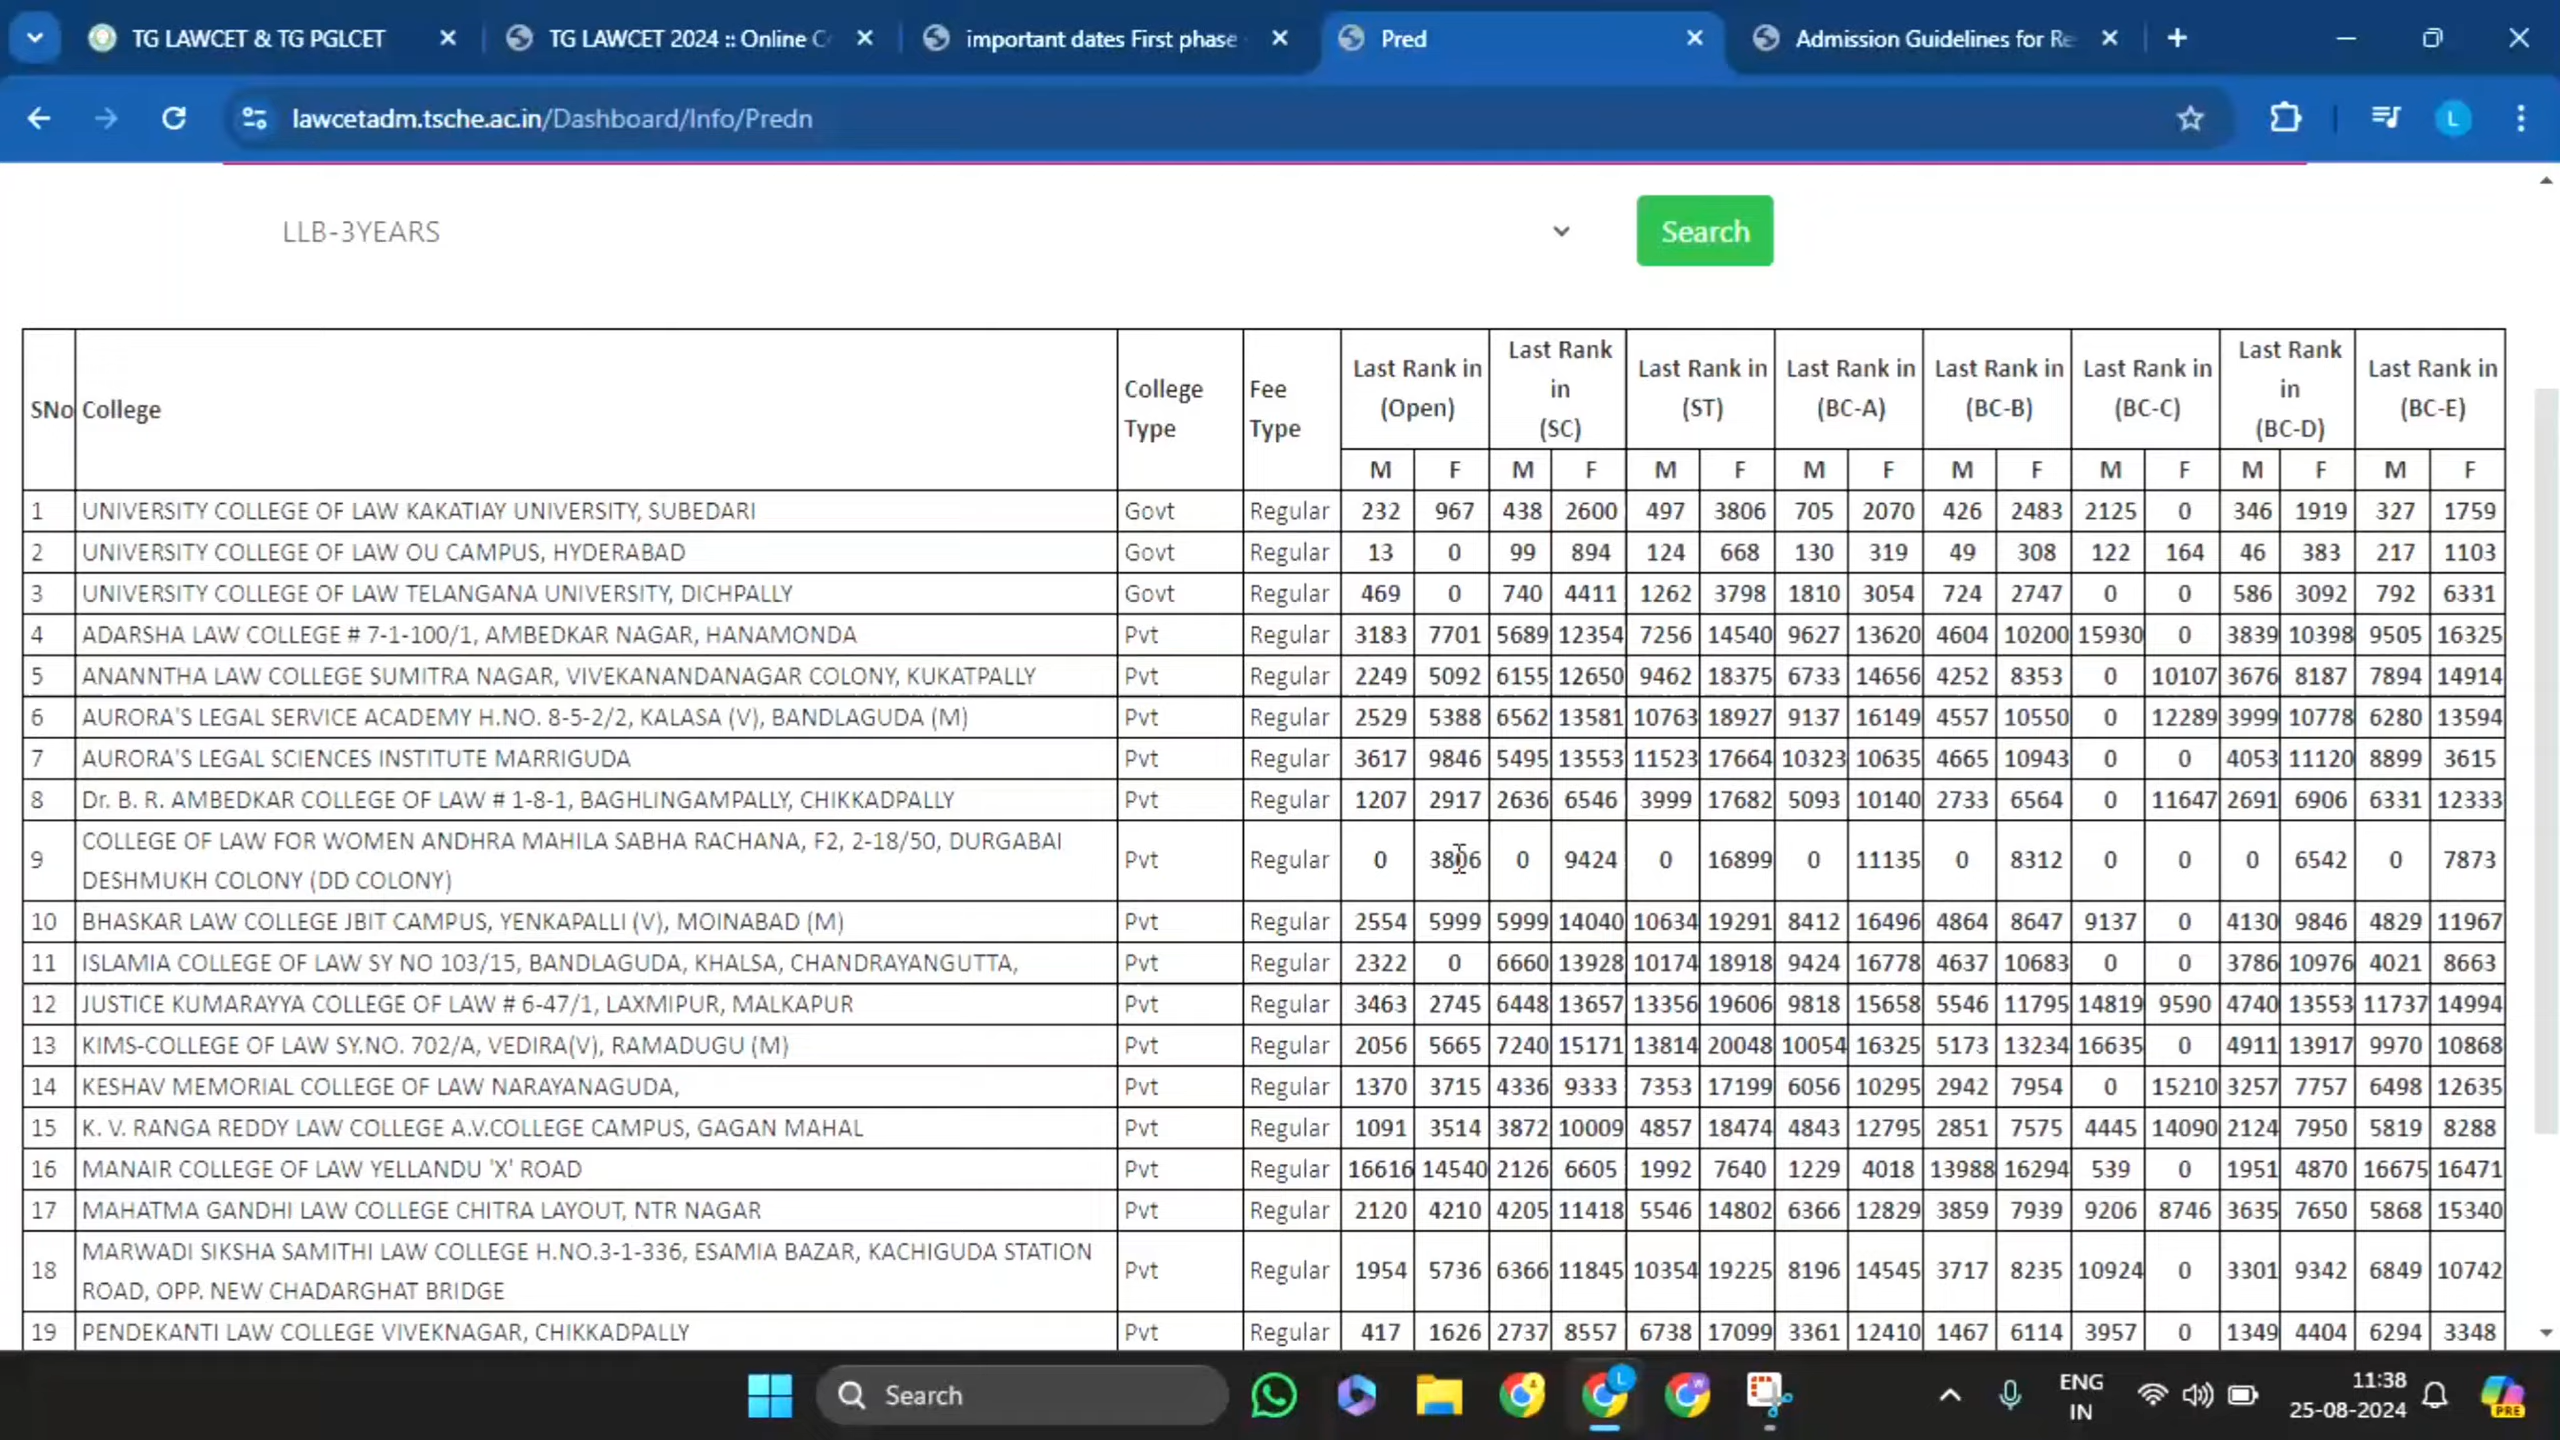 TG LAWCET & TG PGLCET
TG LAWCET 2024 :: Online C
important dates First phase
Pred
Admission Guidelines for Re
lawcetadm.tsche.ac.in/Dashboard/Info/Predn
L
LLB-3YEARS
Search
SNo College College Type Fee Type Last Rank in (Open) Last Rank in (SC) Last Rank in (ST) Last Rank in (BC-A) Last Rank in (BC-B) Last Rank in (BC-C) Last Rank in (BC-D) Last Rank in (BC-E)
M F M F M F M F M F M F M F M F
1 UNIVERSITY COLLEGE OF LAW KAKATIAY UNIVERSITY, SUBEDARI Govt Regular 232 967 438 2600 497 3806 705 2070 426 2483 2125 0 346 1919 327 1759
2 UNIVERSITY COLLEGE OF LAW OU CAMPUS, HYDERABAD Govt Regular 13 0 99 894 124 668 130 319 49 308 122 164 46 383 217 1103
3 UNIVERSITY COLLEGE OF LAW TELANGANA UNIVERSITY, DICHPALLY Govt Regular 469 0 740 4411 1262 3798 1810 3054 724 2747 0 0 586 3092 792 6331
4 ADARSHA LAW COLLEGE # 7-1-100/1, AMBEDKAR NAGAR, HANAMONDA Pvt Regular 3183 7701 5689 12354 7256 14540 9627 13620 4604 10200 15930 0 3839 10398 9505 16325
5 ANANNTHA LAW COLLEGE SUMITRA NAGAR, VIVEKANANDANAGAR COLONY, KUKATPALLY Pvt Regular 2249 5092 6155 12650 9462 18375 6733 14656 4252 8353 0 10107 3676 8187 7894 14914
6 AURORA'S LEGAL SERVICE ACADEMY H.NO. 8-5-2/2, KALASA (V), BANDLAGUDA (M) Pvt Regular 2529 5388 6562 13581 10763 18927 9137 16149 4557 10550 0 12289 3999 10778 6280 13594
7 AURORA'S LEGAL SCIENCES INSTITUTE MARRIGUDA Pvt Regular 3617 9846 5495 13553 11523 17664 10323 10635 4665 10943 0 0 4053 11120 8899 3615
8 Dr. B. R. AMBEDKAR COLLEGE OF LAW # 1-8-1, BAGHLINGAMPALLY, CHIKKADPALLY Pvt Regular 1207 2917 2636 6546 3999 17682 5093 10140 2733 6564 0 11647 2691 6906 6331 12333
9 COLLEGE OF LAW FOR WOMEN ANDHRA MAHILA SABHA RACHANA, F2, 2-18/50, DURGABAI
DESHMUKH COLONY (DD COLONY) Pvt Regular 0 3806 0 9424 0 16899 0 11135 0 8312 0 0 0 6542 0 7873
10 BHASKAR LAW COLLEGE JBIT CAMPUS, YENKAPALLI (V), MOINABAD (M) Pvt Regular 2554 5999 5999 14040 10634 19291 8412 16496 4864 8647 9137 0 4130 9846 4829 11967
11 ISLAMIA COLLEGE OF LAW SY NO 103/15, BANDLAGUDA, KHALSA, CHANDRAYANGUTTA, Pvt Regular 2322 0 6660 13928 10174 18918 9424 16778 4637 10683 0 0 3786 10976 4021 8663
12 JUSTICE KUMARAYYA COLLEGE OF LAW # 6-47/1, LAXMIPUR, MALKAPUR Pvt Regular 3463 2745 6448 13657 13356 19606 9818 15658 5546 11795 14819 9590 4740 13553 11737 14994
13 KIMS-COLLEGE OF LAW SY.NO. 702/A, VEDIRA(V), RAMADUGU (M) Pvt Regular 2056 5665 7240 15171 13814 20048 10054 16325 5173 13234 16635 0 4911 13917 9970 10868
14 KESHAV MEMORIAL COLLEGE OF LAW NARAYANAGUDA, Pvt Regular 1370 3715 4336 9333 7353 17199 6056 10295 2942 7954 0 15210 3257 7757 6498 12635
15 K. V. RANGA REDDY LAW COLLEGE A.V.COLLEGE CAMPUS, GAGAN MAHAL Pvt Regular 1091 3514 3872 10009 4857 18474 4843 12795 2851 7575 4445 14090 2124 7950 5819 8288
16 MANAIR COLLEGE OF LAW YELLANDU 'X' ROAD Pvt Regular 16616 14540 2126 6605 1992 7640 1229 4018 13988 16294 539 0 1951 4870 16675 16471
17 MAHATMA GANDHI LAW COLLEGE CHITRA LAYOUT, NTR NAGAR Pvt Regular 2120 4210 4205 11418 5546 14802 6366 12829 3859 7939 9206 8746 3635 7650 5868 15340
18 MARWADI SIKSHA SAMITHI LAW COLLEGE H.NO.3-1-336, ESAMIA BAZAR, KACHIGUDA STATION
ROAD, OPP. NEW CHADARGHAT BRIDGE Pvt Regular 1954 5736 6366 11845 10354 19225 8196 14545 3717 8235 10924 0 3301 9342 6849 10742
19 PENDEKANTI LAW COLLEGE VIVEKNAGAR, CHIKKADPALLY Pvt Regular 417 1626 2737 8557 6738 17099 3361 12410 1467 6114 3957 0 1349 4404 6294 3348
Search
L
W
ENG
IN
11:38
25-08-2024
PRE